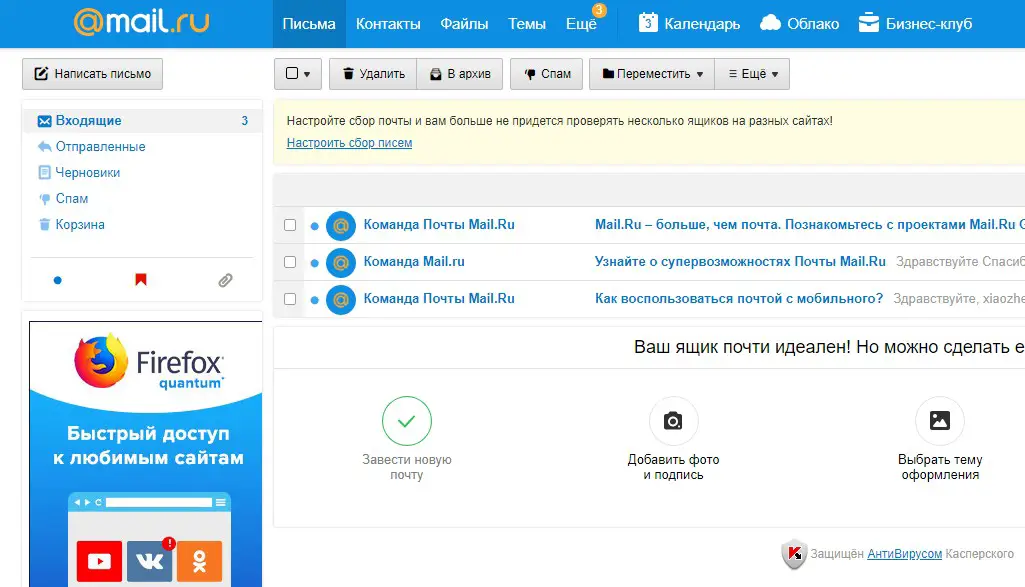 @mail.ru
Письма Контакты Файлы Темы Ещё 3 3 Календарь Облако Бизнес-клуб
Написать письмо
Удалить В архив Спам Переместить Ещё
Входящие 3
Отправленные
Черновики
Спам
Корзина
Настройте сбор почты и вам больше не придется проверять несколько ящиков на разных сайтах!
Настроить сбор писем
Команда Почты Mail.Ru Mail.Ru – больше, чем почта. Познакомьтесь с проектами Mail.Ru
Команда Mail.ru Узнайте о супервозможностях Почты Mail.Ru Здравствуйте Спасиб
Команда Почты Mail.Ru Как воспользоваться почтой с мобильного? Здравствуйте, xiaozhe
Ваш ящик почти идеален! Но можно сделать е
Завести новую
почту
Добавить фото
и подпись
Выбрать тему
оформления
Защищён АнтиВирусом Касперского
Firefox
quantum
Быстрый доступ
к любимым сайтам